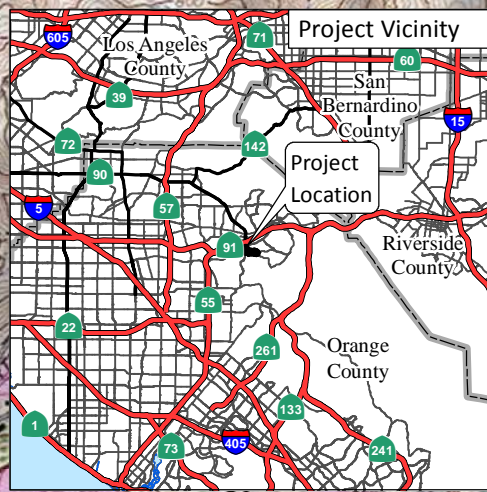 Project Vicinity
605
71
Los Angeles
County
60
39
San
Bernardino
County
15
72
142
90
Project
Location
5
57
91
Riverside
County
55
22
261
Orange
County
133
1
73
405
241